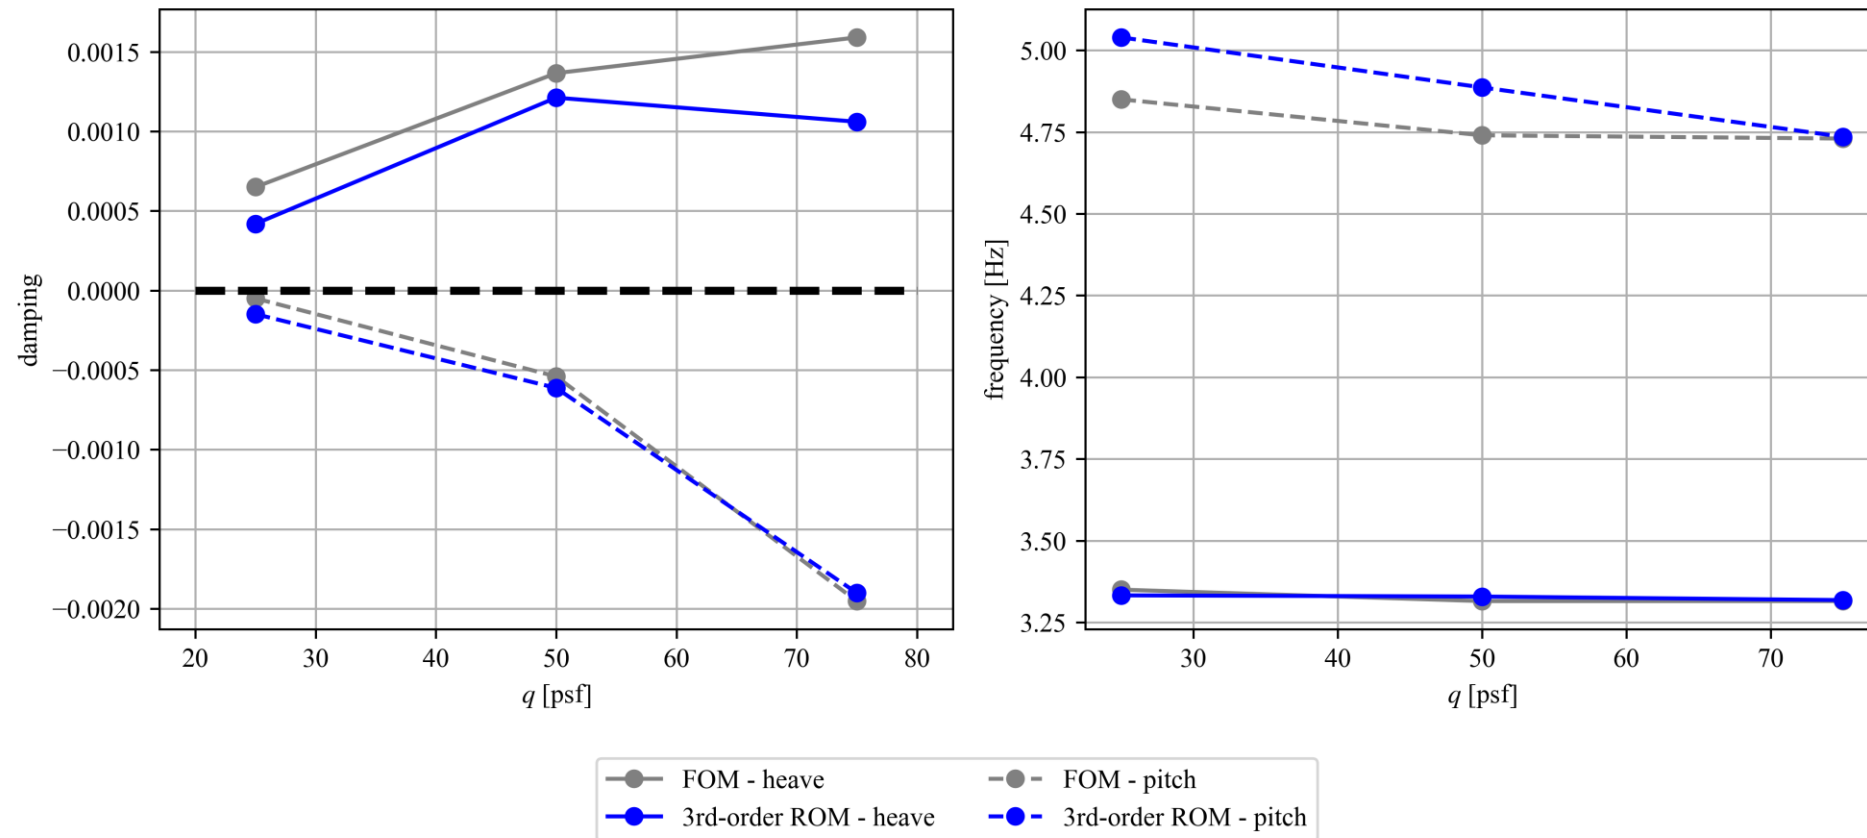 0.0015
0.0010
0.0005
0.0000
−0.0005
−0.0010
−0.0015
−0.0020
damping
20 30 40 50 60 70 80
q [psf]
5.00
4.75
4.50
4.25
4.00
3.75
3.50
3.25
frequency [Hz]
30 40 50 60 70
q [psf]
FOM - heave
3rd-order ROM - heave
FOM - pitch
3rd-order ROM - pitch